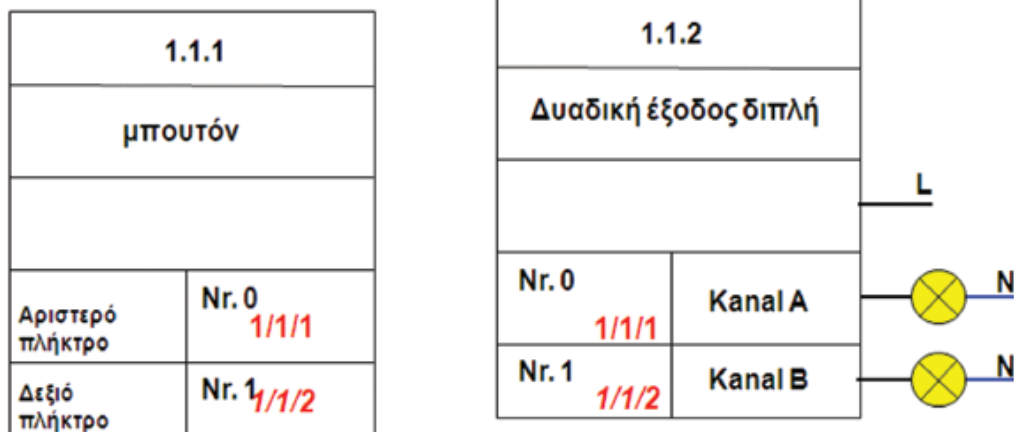 1.1.1
μπουτόν
Αριστερό
πλήκτρο
Nr. 0
1/1/1
Δεξιό
πλήκτρο
Nr. 1
1/1/2
1.1.2
Δυαδική έξοδος διπλή
L
Nr. 0
1/1/1
Kanal A
N
Nr. 1
1/1/2
Kanal B
N